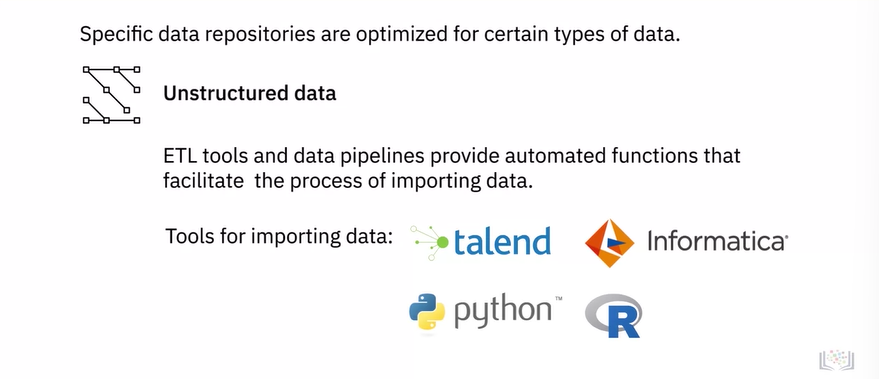 Specific data repositories are optimized for certain types of data.
Unstructured data
ETL tools and data pipelines provide automated functions that
facilitate the process of importing data.
Tools for importing data:
talend
Informatica®
python™
R